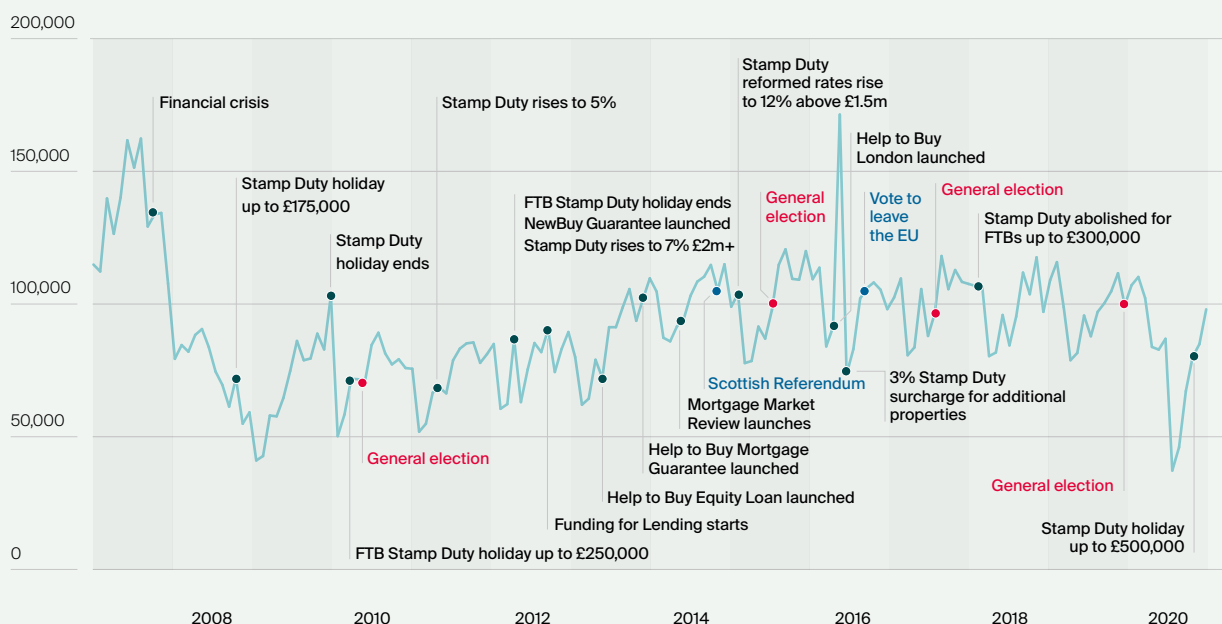 200,000
150,000
100,000
50,000
0
Financial crisis
Stamp Duty holiday
up to £175,000
Stamp Duty
holiday ends
General election
FTB Stamp Duty holiday up to £250,000
Stamp Duty rises to 5%
FTB Stamp Duty holiday ends
NewBuy Guarantee launched
Stamp Duty rises to 7% £2m+
Funding for Lending starts
Help to Buy Equity Loan launched
Help to Buy Mortgage
Guarantee launched
Mortgage Market
Review launches
Scottish Referendum
Stamp Duty
reformed rates rise
to 12% above £1.5m
General
election
Help to Buy
London launched
3% Stamp Duty
surcharge for additional
properties
Vote to
leave
the EU
General election
Stamp Duty abolished for
FTBs up to £300,000
General election
Stamp Duty holiday
up to £500,000
2008
2010
2012
2014
2016
2018
2020